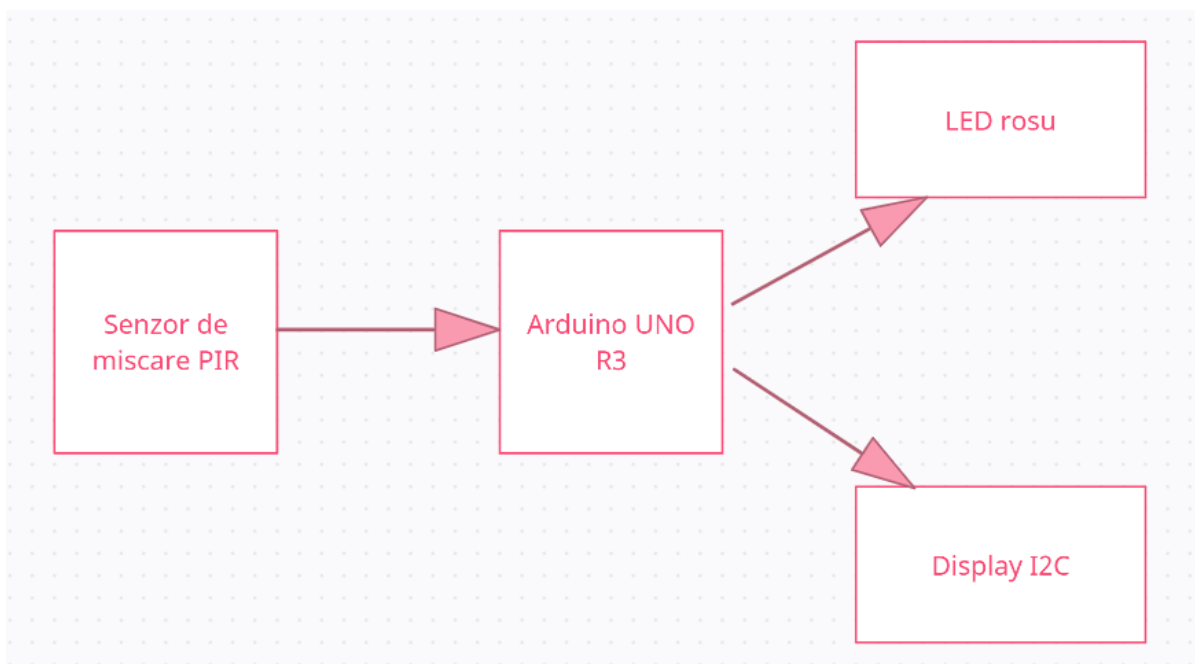 LED rosu
Senzor de
miscare PIR
Arduino UNO
R3
Display I2C